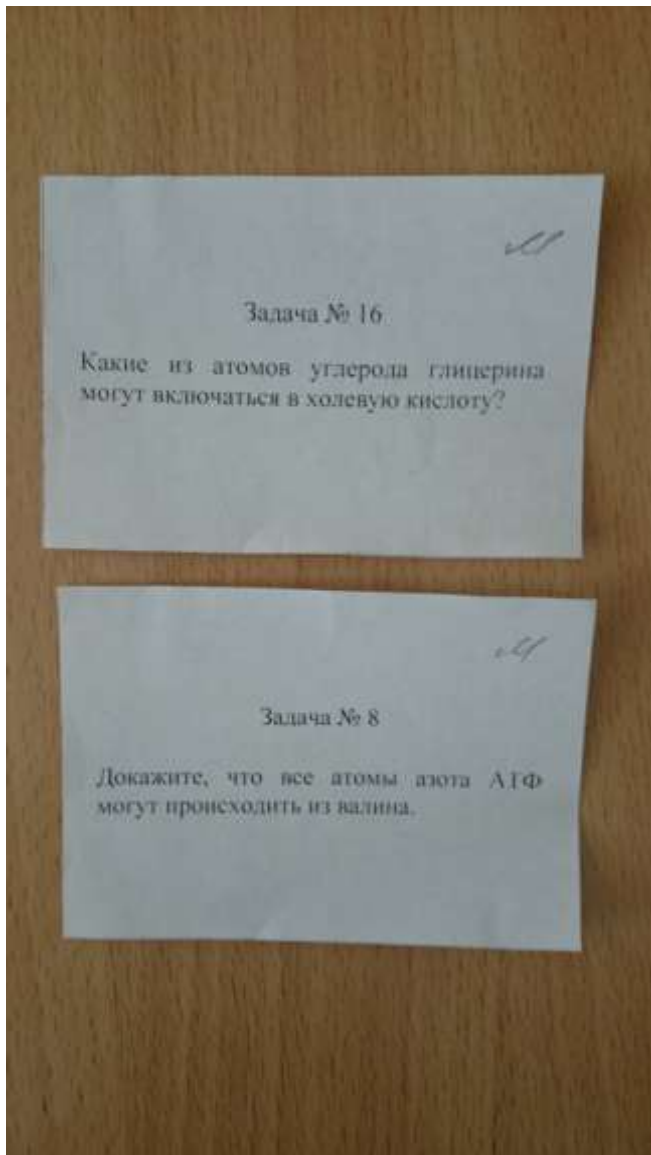 Задача № 16
Какие из атомов углерода глицерина
могут включаться в холевую кислоту?
Задача № 8
Докажите, что все атомы азота АТФ
могут происходить из валина.